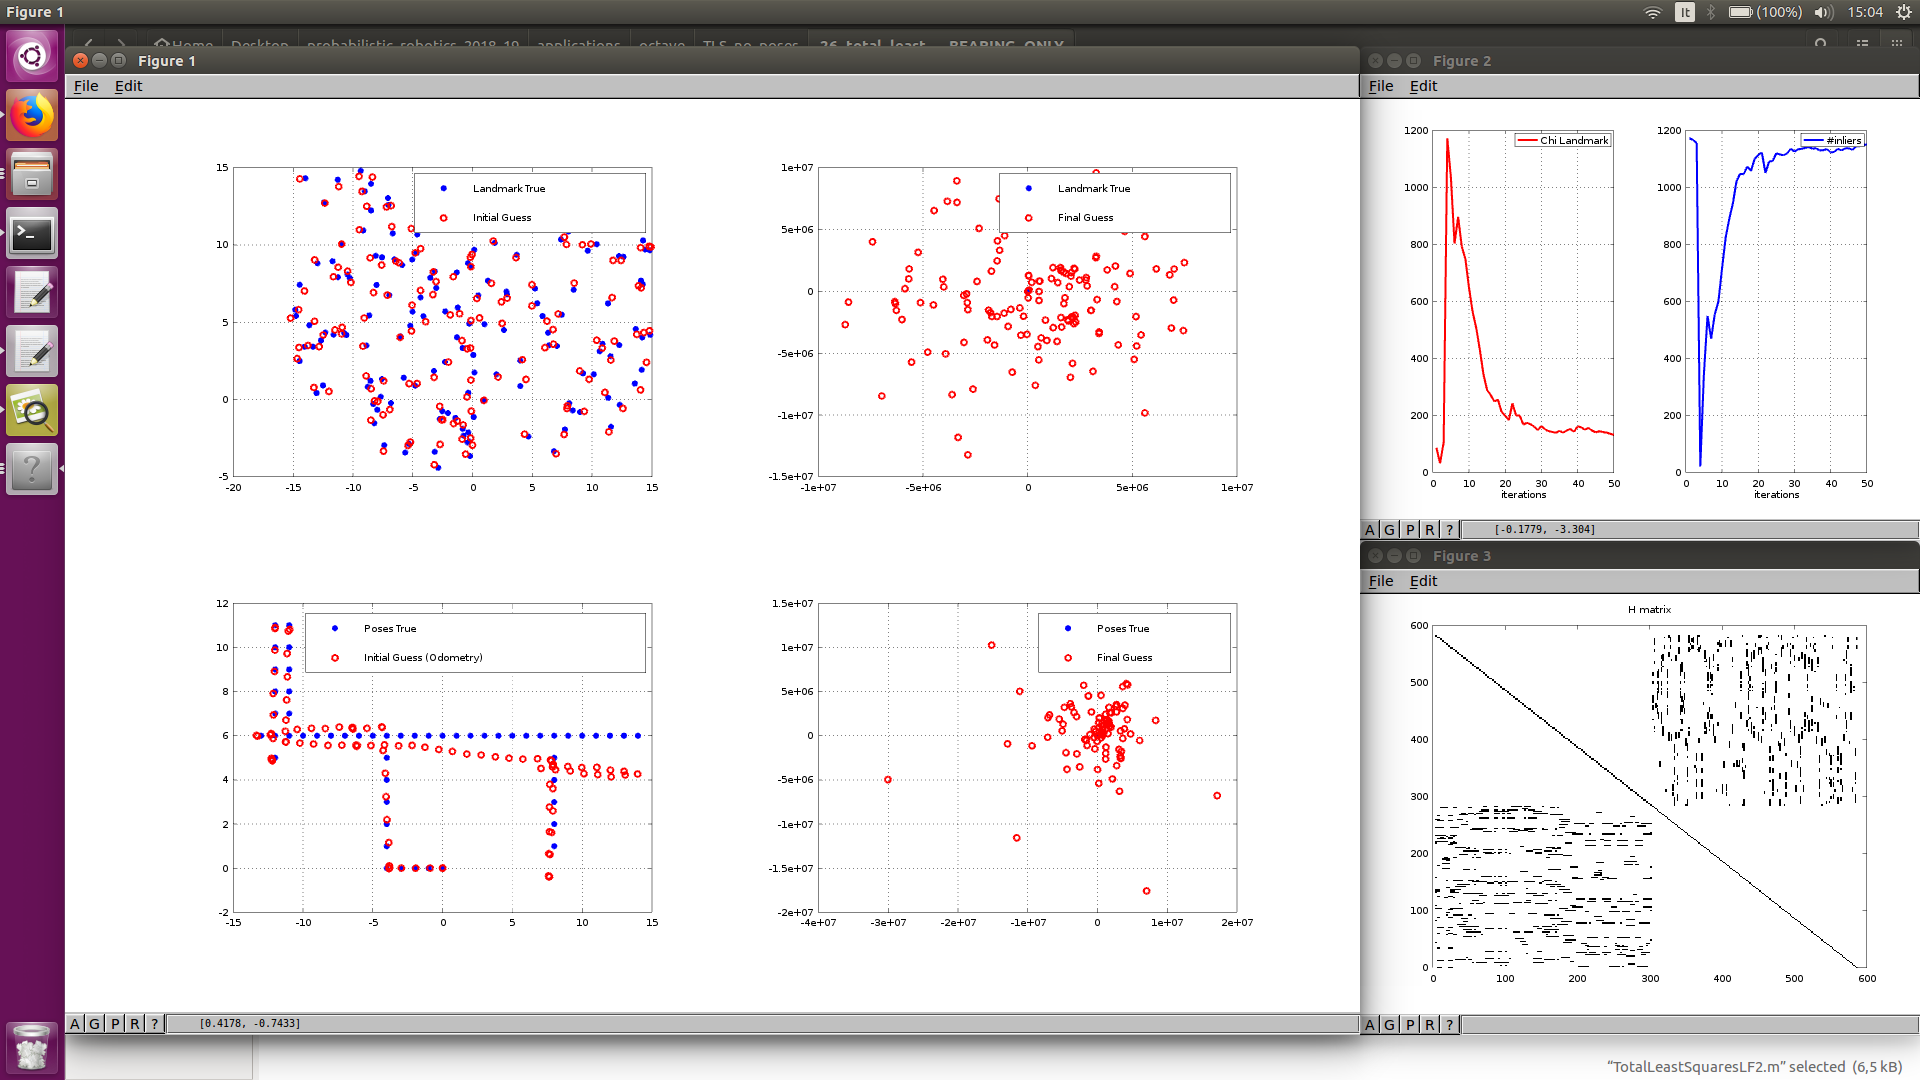 Figure 1
It
(100%)
15:04
Home
Desktop
probabilistic_robotics_2018_19
applications
octave
TLS_no_poses
26_total_least_... BEARING_ONLY
Figure 1
File Edit
Landmark True
Initial Guess
15
10
5
0
-5
-20 -15 -10 -5 0 5 10 15
Landmark True
Final Guess
1e+07
5e+06
0
-5e+06
-1e+07
-1.5e+07
-1e+07 -5e+06 0 5e+06 1e+07
Poses True
Initial Guess (Odometry)
12
10
8
6
4
2
0
-2
-15 -10 -5 0 5 10 15
Poses True
Final Guess
1.5e+07
1e+07
5e+06
0
-5e+06
-1e+07
-1.5e+07
-2e+07
-4e+07 -3e+07 -2e+07 -1e+07 0 1e+07 2e+07
A G P R ? [0.4178, -0.7433]
Figure 2
File Edit
Chi Landmark
1200
1000
800
600
400
200
0
0 10 20 30 40 50
iterations
#inliers
1200
1000
800
600
400
200
0
0 10 20 30 40 50
iterations
A G P R ? [-0.1779, -3.304]
Figure 3
File Edit
H matrix
600
500
400
300
200
100
0
0 100 200 300 400 500 600
A G P R ?
“TotalLeastSquaresLF2.m” selected (6,5 kB)